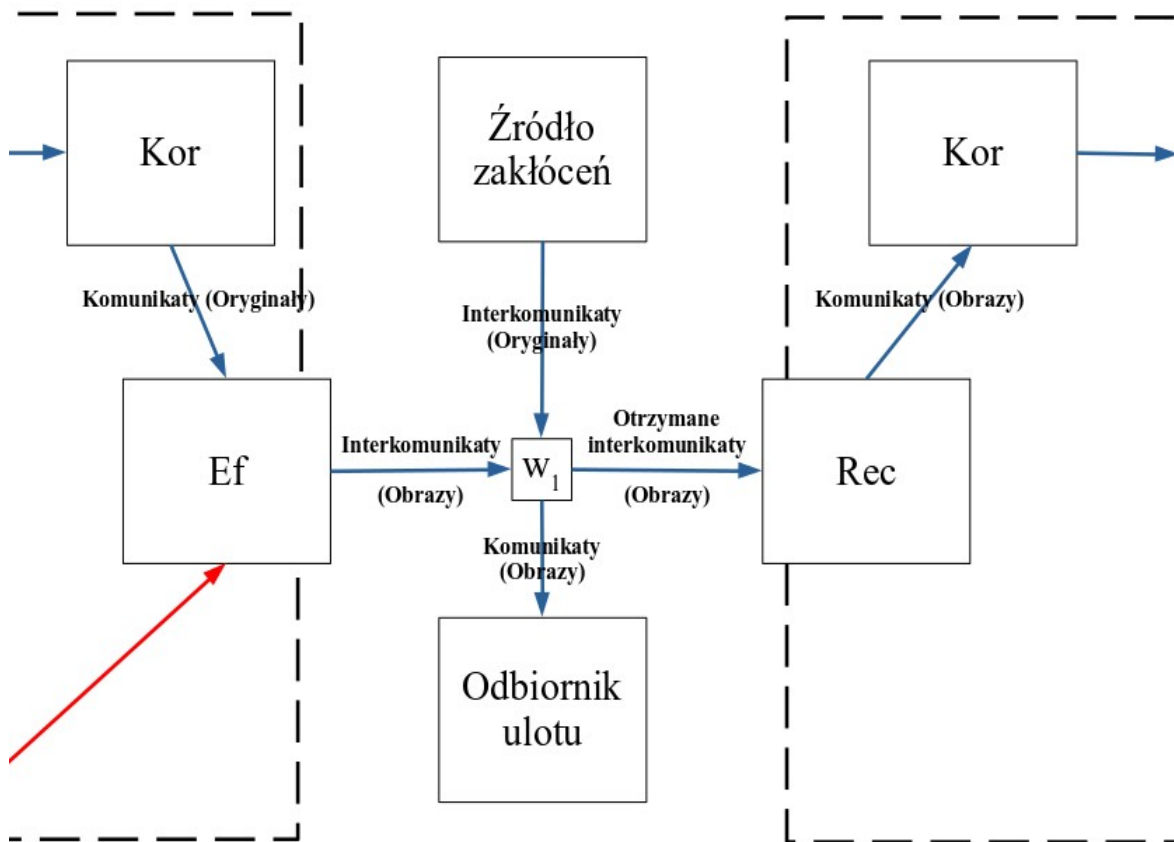 Kor
Źródło
zakłóceń
Kor
Komunaty (Oryginały)
Interkomunikaty
(Oryginały)
Komunikaty (Obrazy)
Ef
Interkomunikaty
(Obrazy)
w1
Otrzymane
interkomunikaty
(Obrazy)
Rec
Komunikaty
(Obrazy)
Odbiornik
ulotu